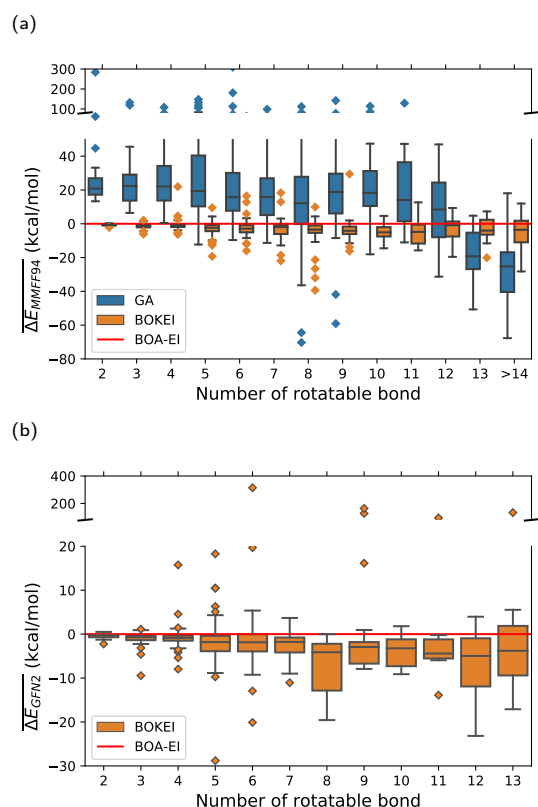 (a)
300
200
100
40
20
0
−20
−40
−60
−80
ΔE_MMFF94 (kcal/mol)
GA
BOKEI
BOA-EI
2 3 4 5 6 7 8 9 10 11 12 13 >14
Number of rotatable bond
(b)
400
200
20
10
0
−10
−20
−30
ΔE_GFN2 (kcal/mol)
BOKEI
BOA-EI
2 3 4 5 6 7 8 9 10 11 12 13
Number of rotatable bond